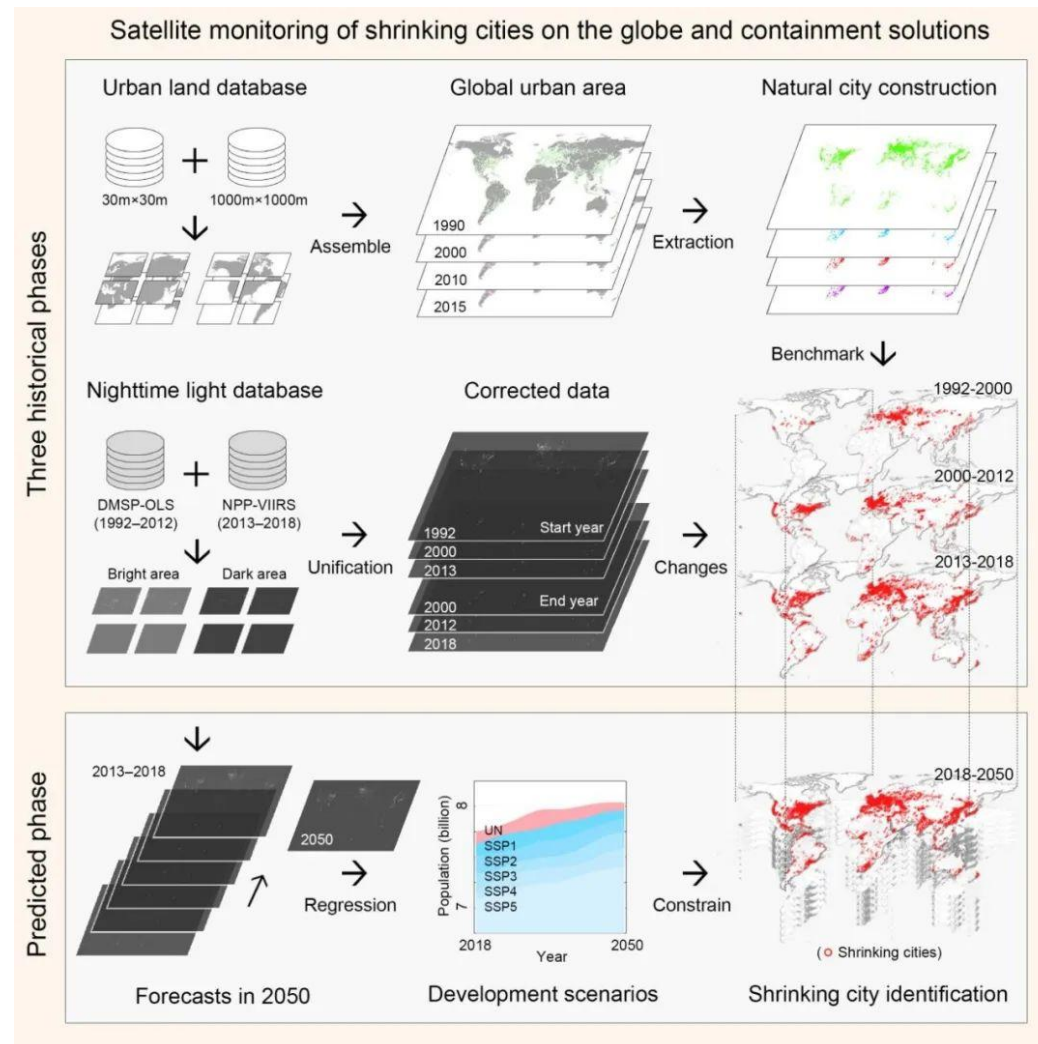 Satellite monitoring of shrinking cities on the globe and containment solutions
Three historical phases
Urban land database
30m×30m
+
1000m×1000m
Assemble
Global urban area
1990
2000
2010
2015
Extraction
Natural city construction
Benchmark
Nighttime light database
DMSP-OLS
(1992–2012)
+
NPP-VIIRS
(2013–2018)
Bright area
Dark area
Unification
Corrected data
1992
Start year
2000
2013
2000
End year
2012
2018
Changes
1992-2000
2000-2012
2013-2018
Predicted phase
2013–2018
2050
Regression
Forecasts in 2050
Population (billion)
8
7
UN
SSP1
SSP2
SSP3
SSP4
SSP5
2018
2050
Year
Development scenarios
Constrain
2018-2050
(o Shrinking cities)
Shrinking city identification